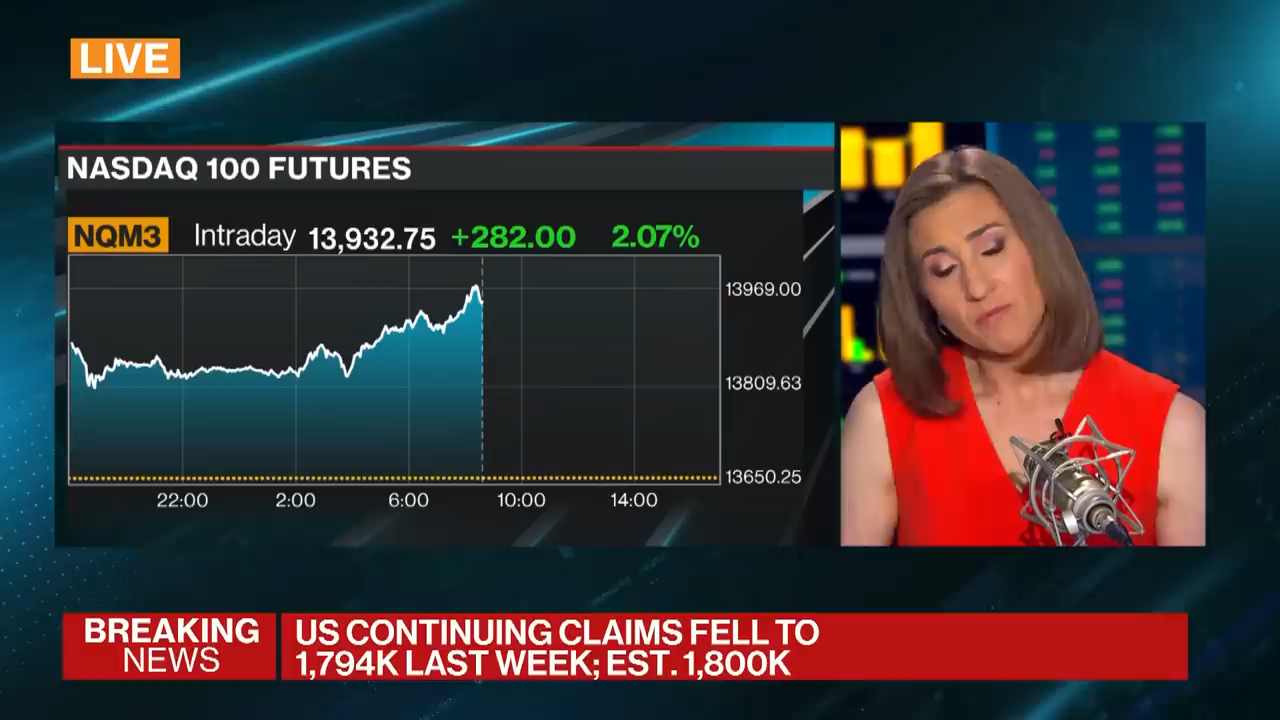 LIVE
NASDAQ 100 FUTURES
NQM3 Intraday 13,932.75 +282.00 2.07%
13969.00
13809.63
13650.25
22:00 2:00 6:00 10:00 14:00
BREAKING NEWS
US CONTINUING CLAIMS FELL TO
1,794K LAST WEEK; EST. 1,800K